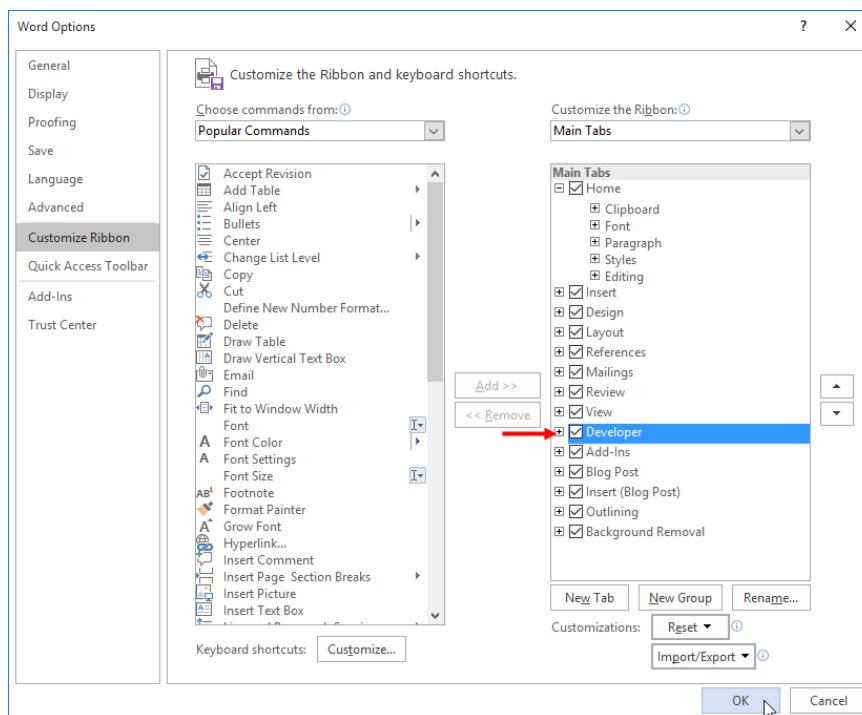 Word Options
?
General
Display
Proofing
Save
Language
Advanced
Customize Ribbon
Quick Access Toolbar
Add-Ins
Trust Center
Customize the Ribbon and keyboard shortcuts.
Choose commands from:
Popular Commands
Accept Revision
Add Table
Align Left
Bullets
Center
Change List Level
Copy
Cut
Define New Number Format...
Delete
Draw Table
Draw Vertical Text Box
Email
Find
Fit to Window Width
Font
Font Color
Font Settings
Font Size
Footnote
Format Painter
Grow Font
Hyperlink...
Insert Comment
Insert Page Section Breaks
Insert Picture
Insert Text Box
Keyboard shortcuts: Customize...
Add >>
<< Remove
Customize the Ribbon:
Main Tabs
Main Tabs
Home
Clipboard
Font
Paragraph
Styles
Editing
Insert
Design
Layout
References
Mailings
Review
View
Developer
Add-Ins
Blog Post
Insert (Blog Post)
Outlining
Background Removal
New Tab New Group Rename...
Customizations: Reset
Import/Export
OK Cancel